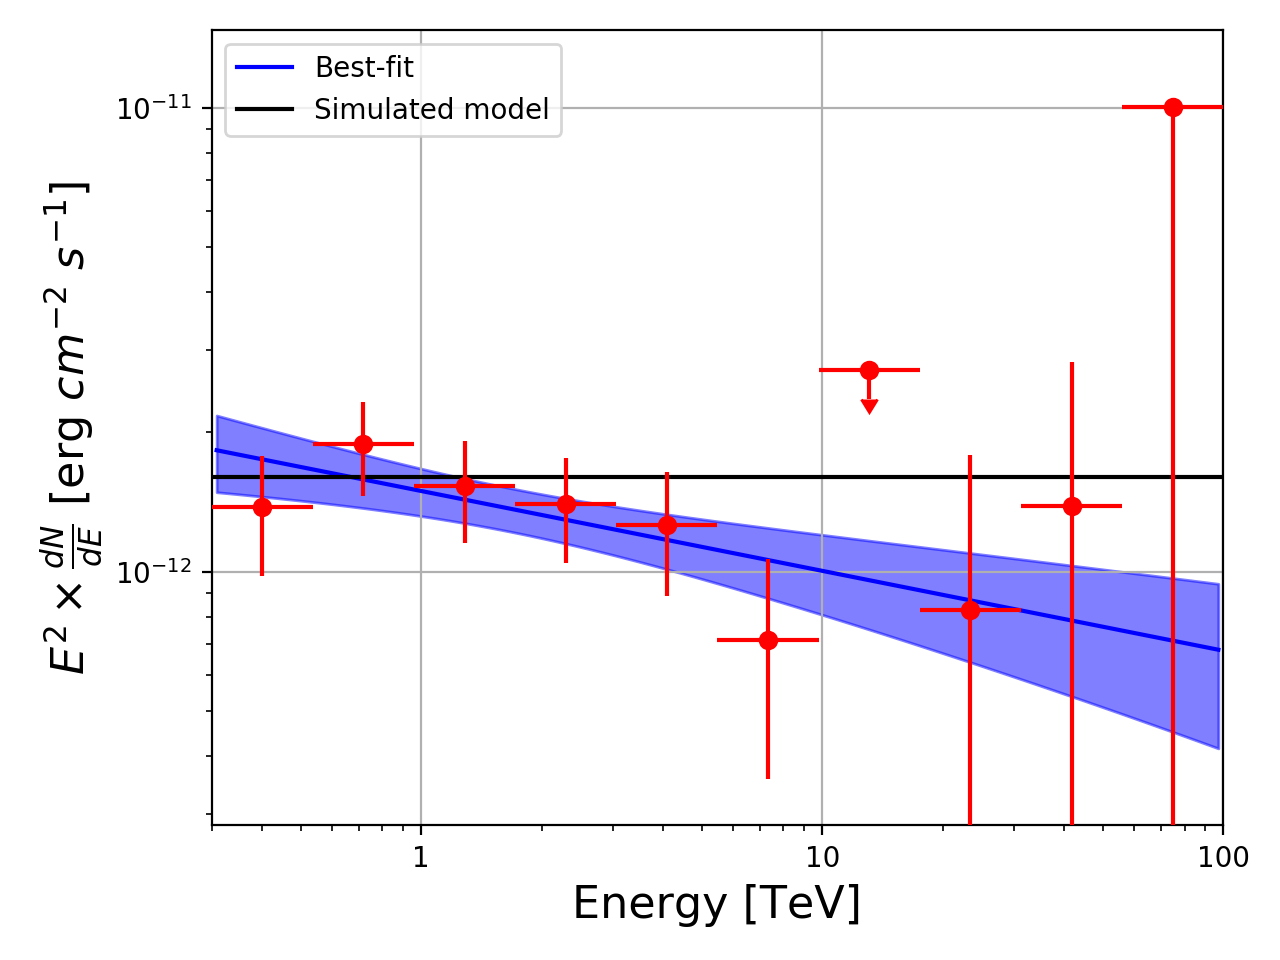 Best-fit
Simulated model
10⁻¹¹
10⁻¹²
E² × dN/dE [erg cm⁻² s⁻¹]
1
10
100
Energy [TeV]